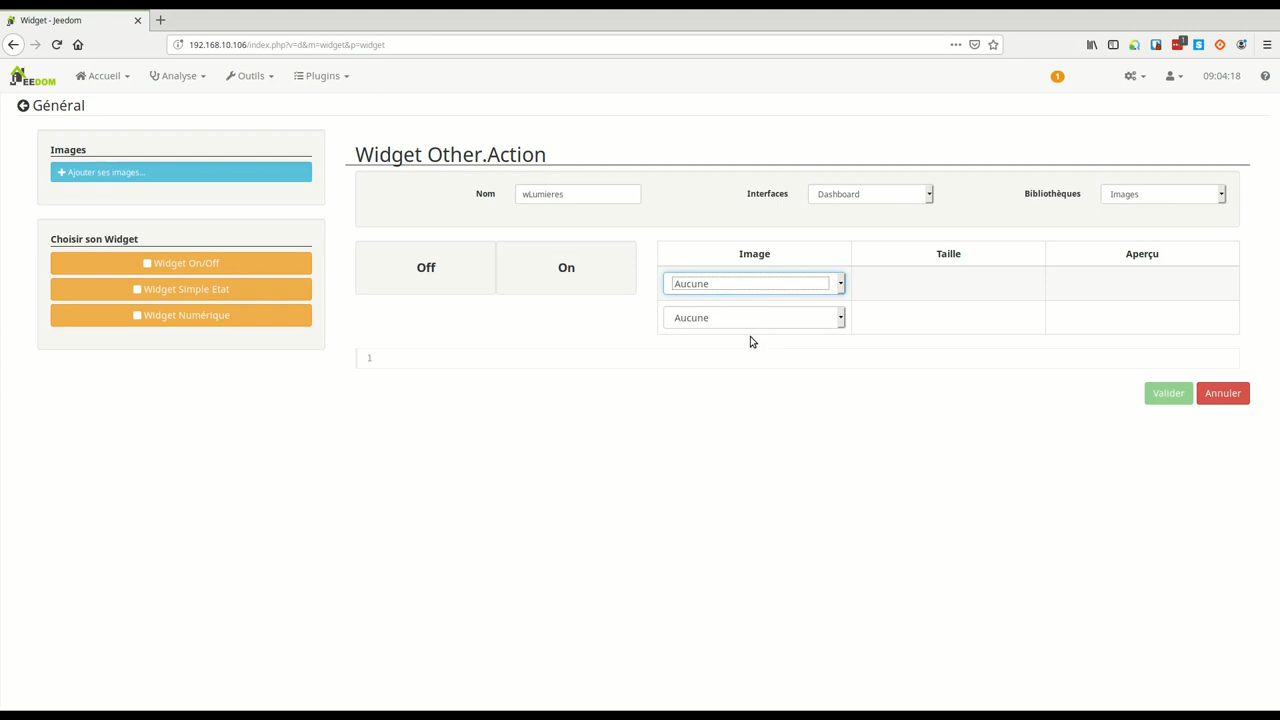 Widget - Jeedom
192.168.10.106/index.php?v=d&m=widget&p=widget
1
JEEDOM Accueil Analyse Outils Plugins 1 09:04:18
Général
Images
Ajouter ses images...
Choisir son Widget
Widget On/Off
Widget Simple Etat
Widget Numérique
Widget Other.Action
Nom wLumieres Interfaces Dashboard Bibliothèques Images
Off On
Image Taille Aperçu
Aucune
Aucune
1
Valider Annuler